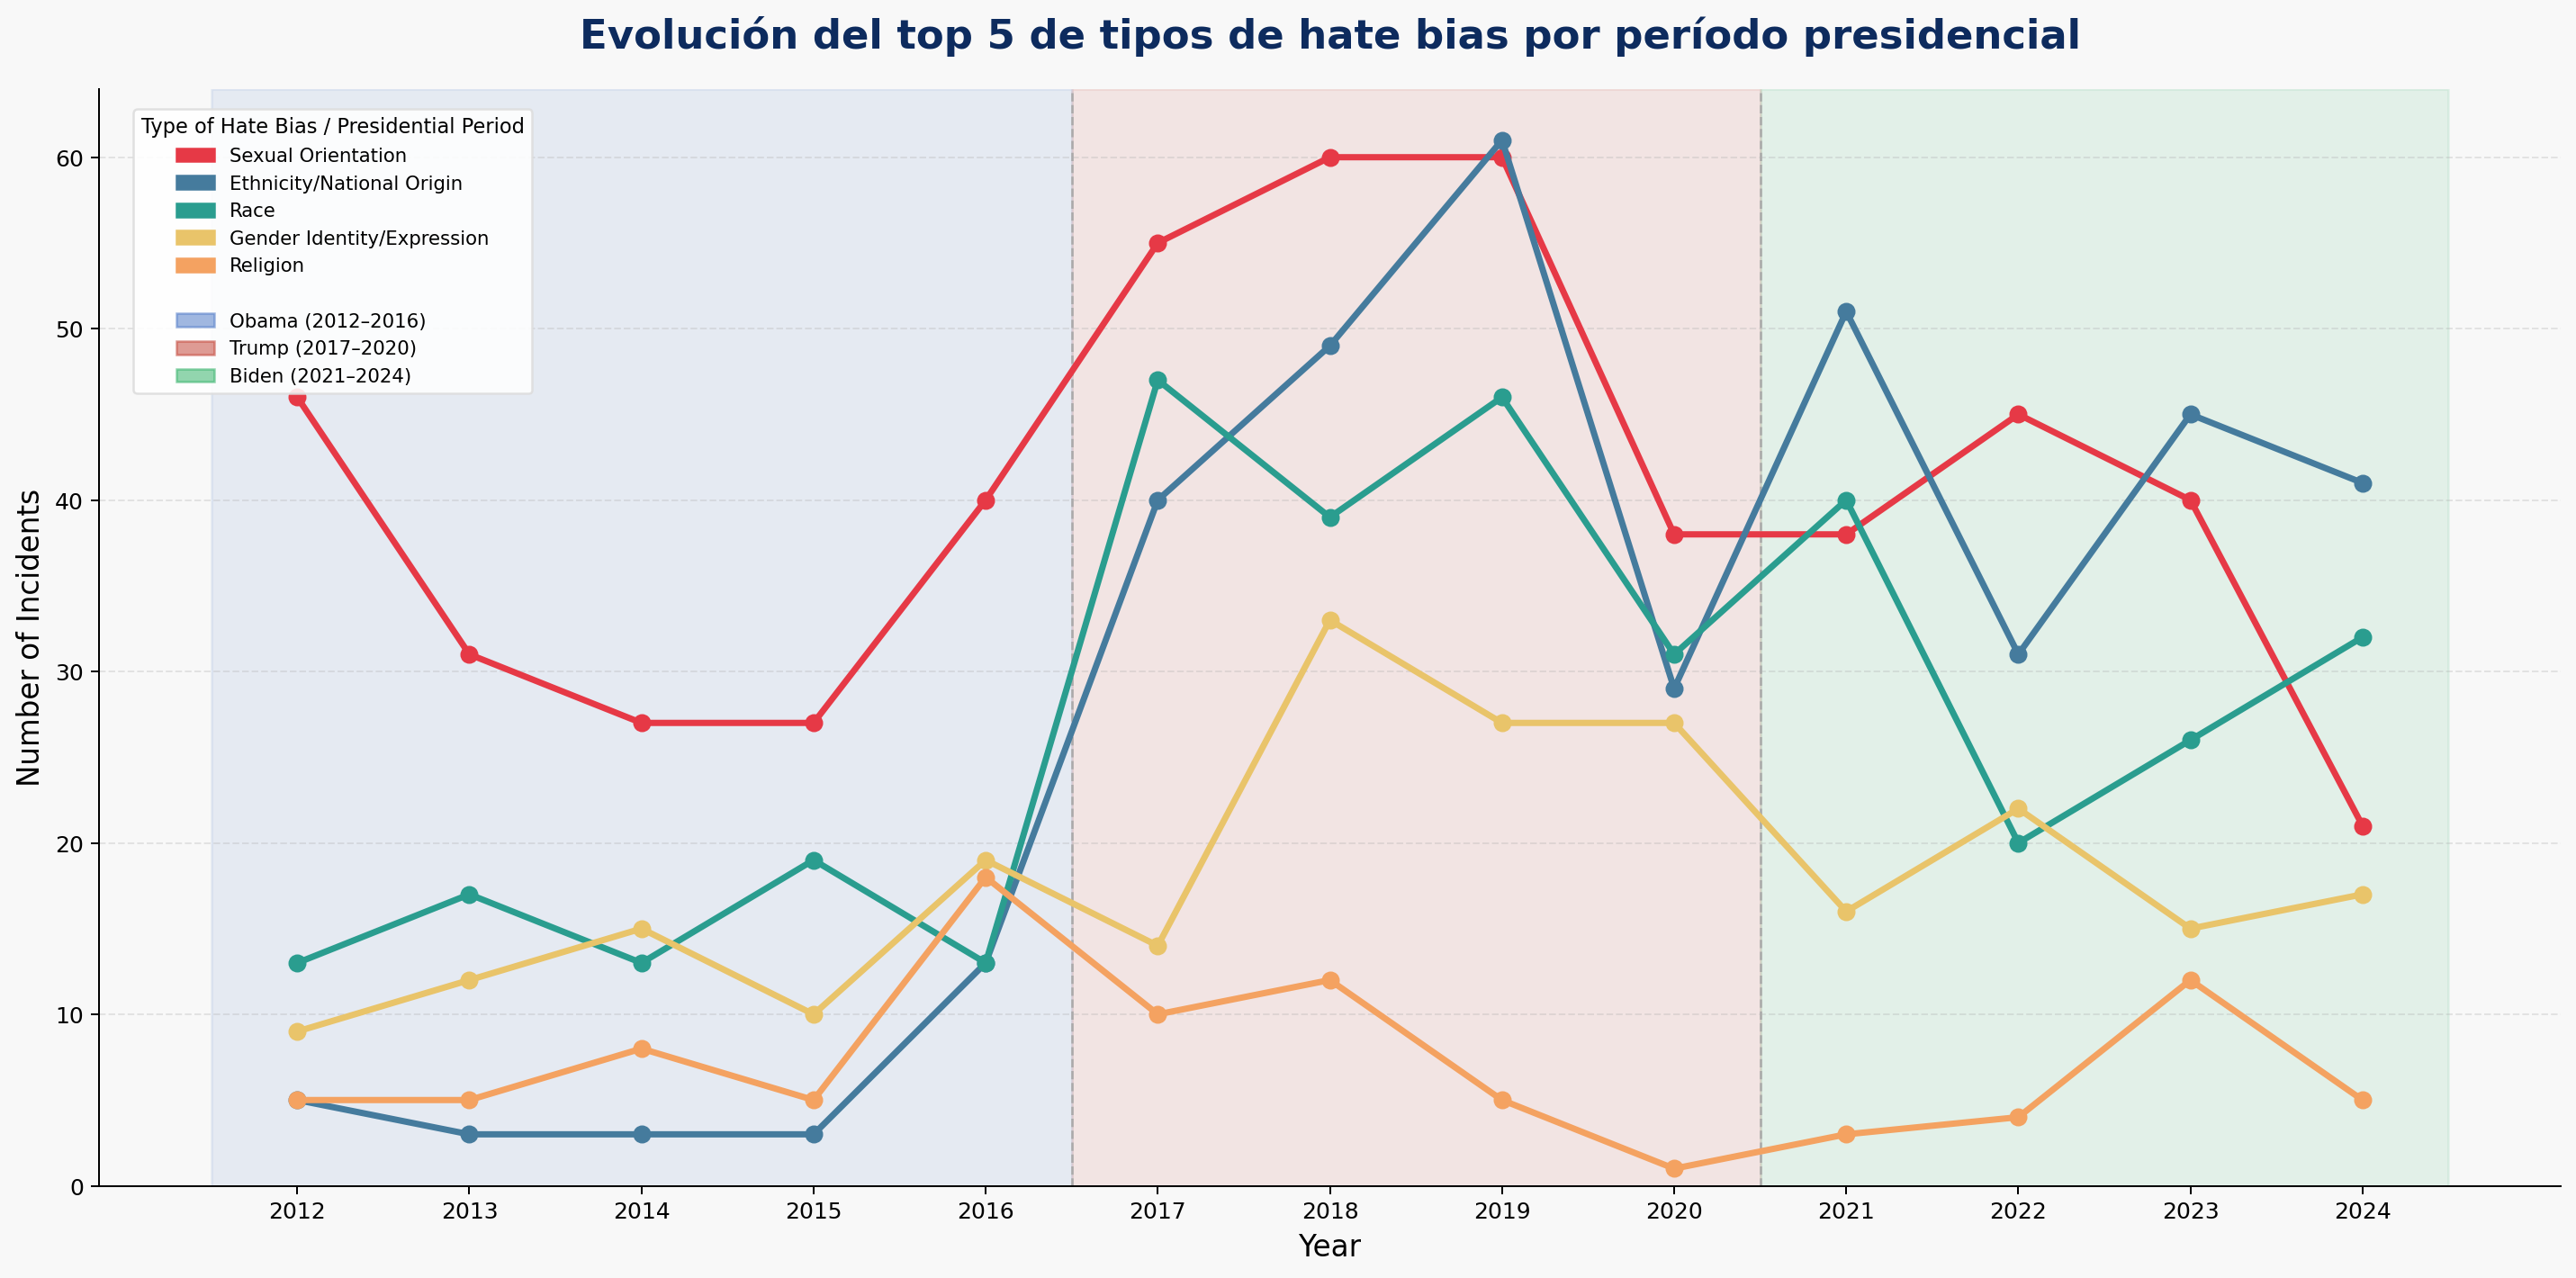 Evolución del top 5 de tipos de hate bias por período presidencial
Type of Hate Bias / Presidential Period
Sexual Orientation
Ethnicity/National Origin
Race
Gender Identity/Expression
Religion
Obama (2012–2016)
Trump (2017–2020)
Biden (2021–2024)
Number of Incidents
60
50
40
30
20
10
0
2012 2013 2014 2015 2016 2017 2018 2019 2020 2021 2022 2023 2024
Year